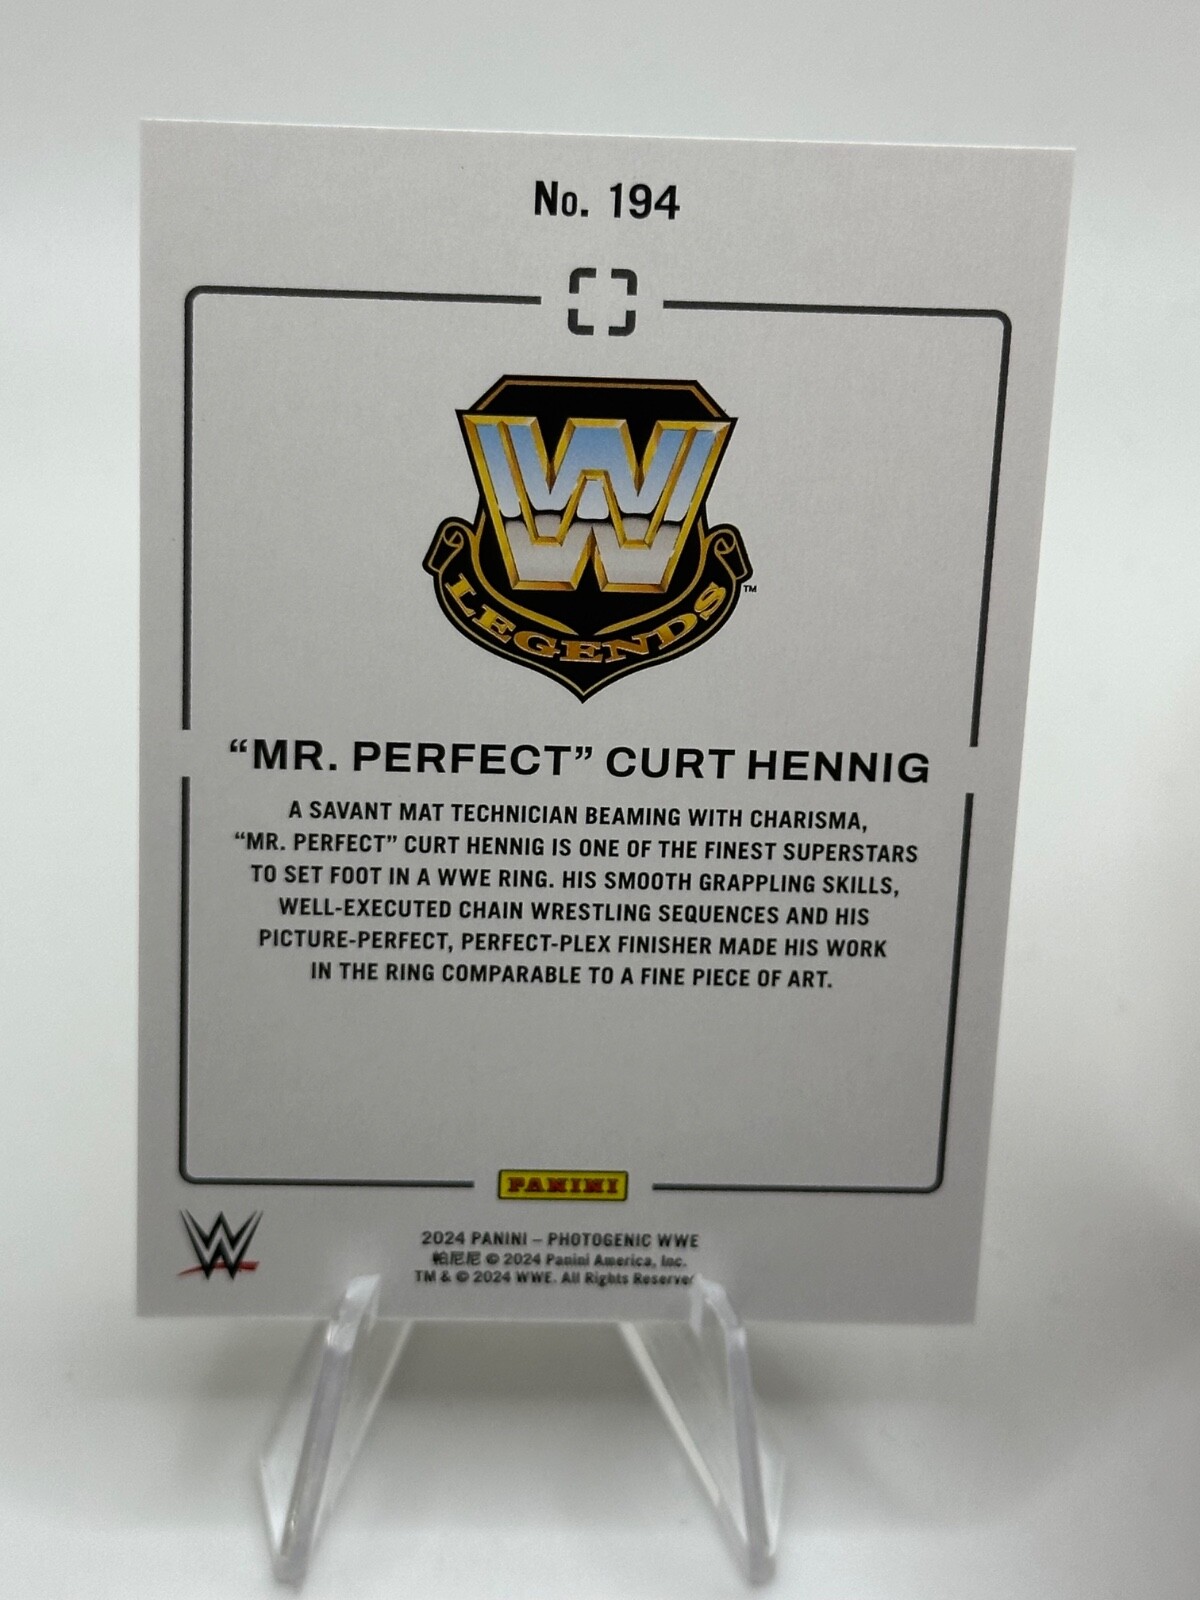 No. 194
WW
LEGENDS
TM
“MR. PERFECT” CURT HENNIG
A SAVANT MAT TECHNICIAN BEAMING WITH CHARISMA,
“MR. PERFECT” CURT HENNIG IS ONE OF THE FINEST SUPERSTARS
TO SET FOOT IN A WWE RING. HIS SMOOTH GRAPPLING SKILLS,
WELL-EXECUTED CHAIN WRESTLING SEQUENCES AND HIS
PICTURE-PERFECT, PERFECT-PLEX FINISHER MADE HIS WORK
IN THE RING COMPARABLE TO A FINE PIECE OF ART.
PANINI
W
2024 PANINI – PHOTOGENIC WWE
帕尼尼 © 2024 Panini America, Inc.
TM & © 2024 WWE. All Rights Reserve